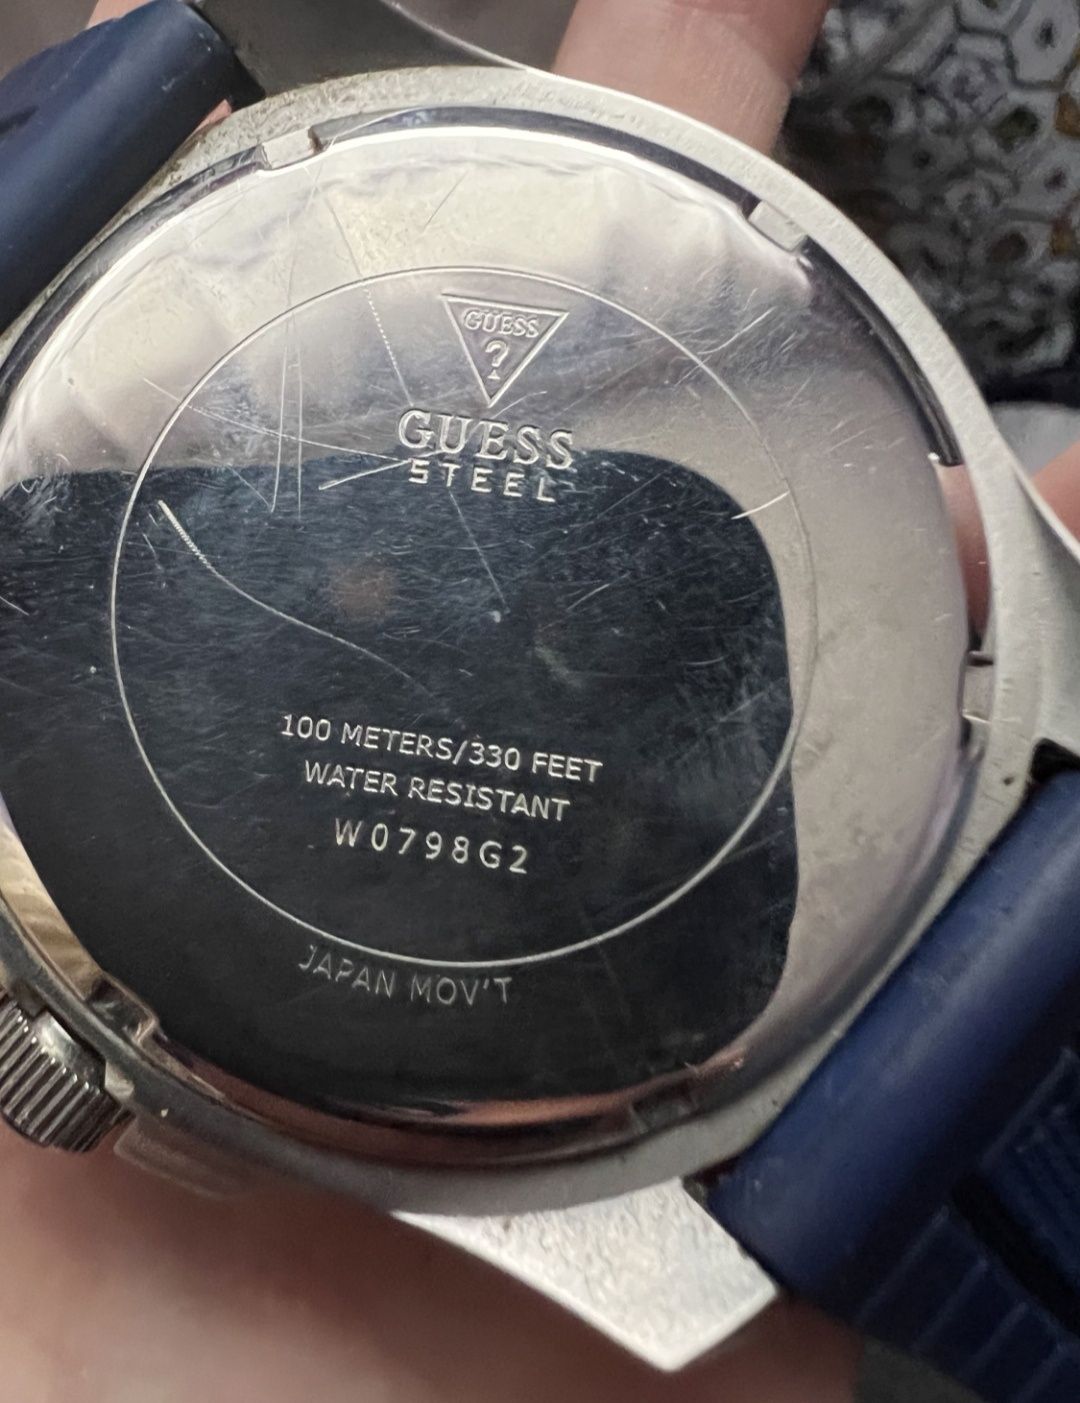 GUESS
?
GUESS
STEEL
100 METERS/330 FEET
WATER RESISTANT
W0798G2
JAPAN MOV'T